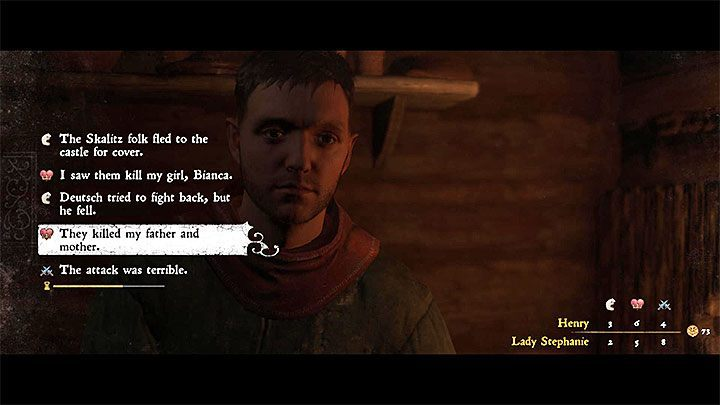 The Skalitz folk fled to the
castle for cover.
I saw them kill my girl, Bianca.
Deutsch tried to fight back, but
he fell.
They killed my father and
mother.
The attack was terrible.
Henry 3 6 4
73
Lady Stephanie 2 5 8